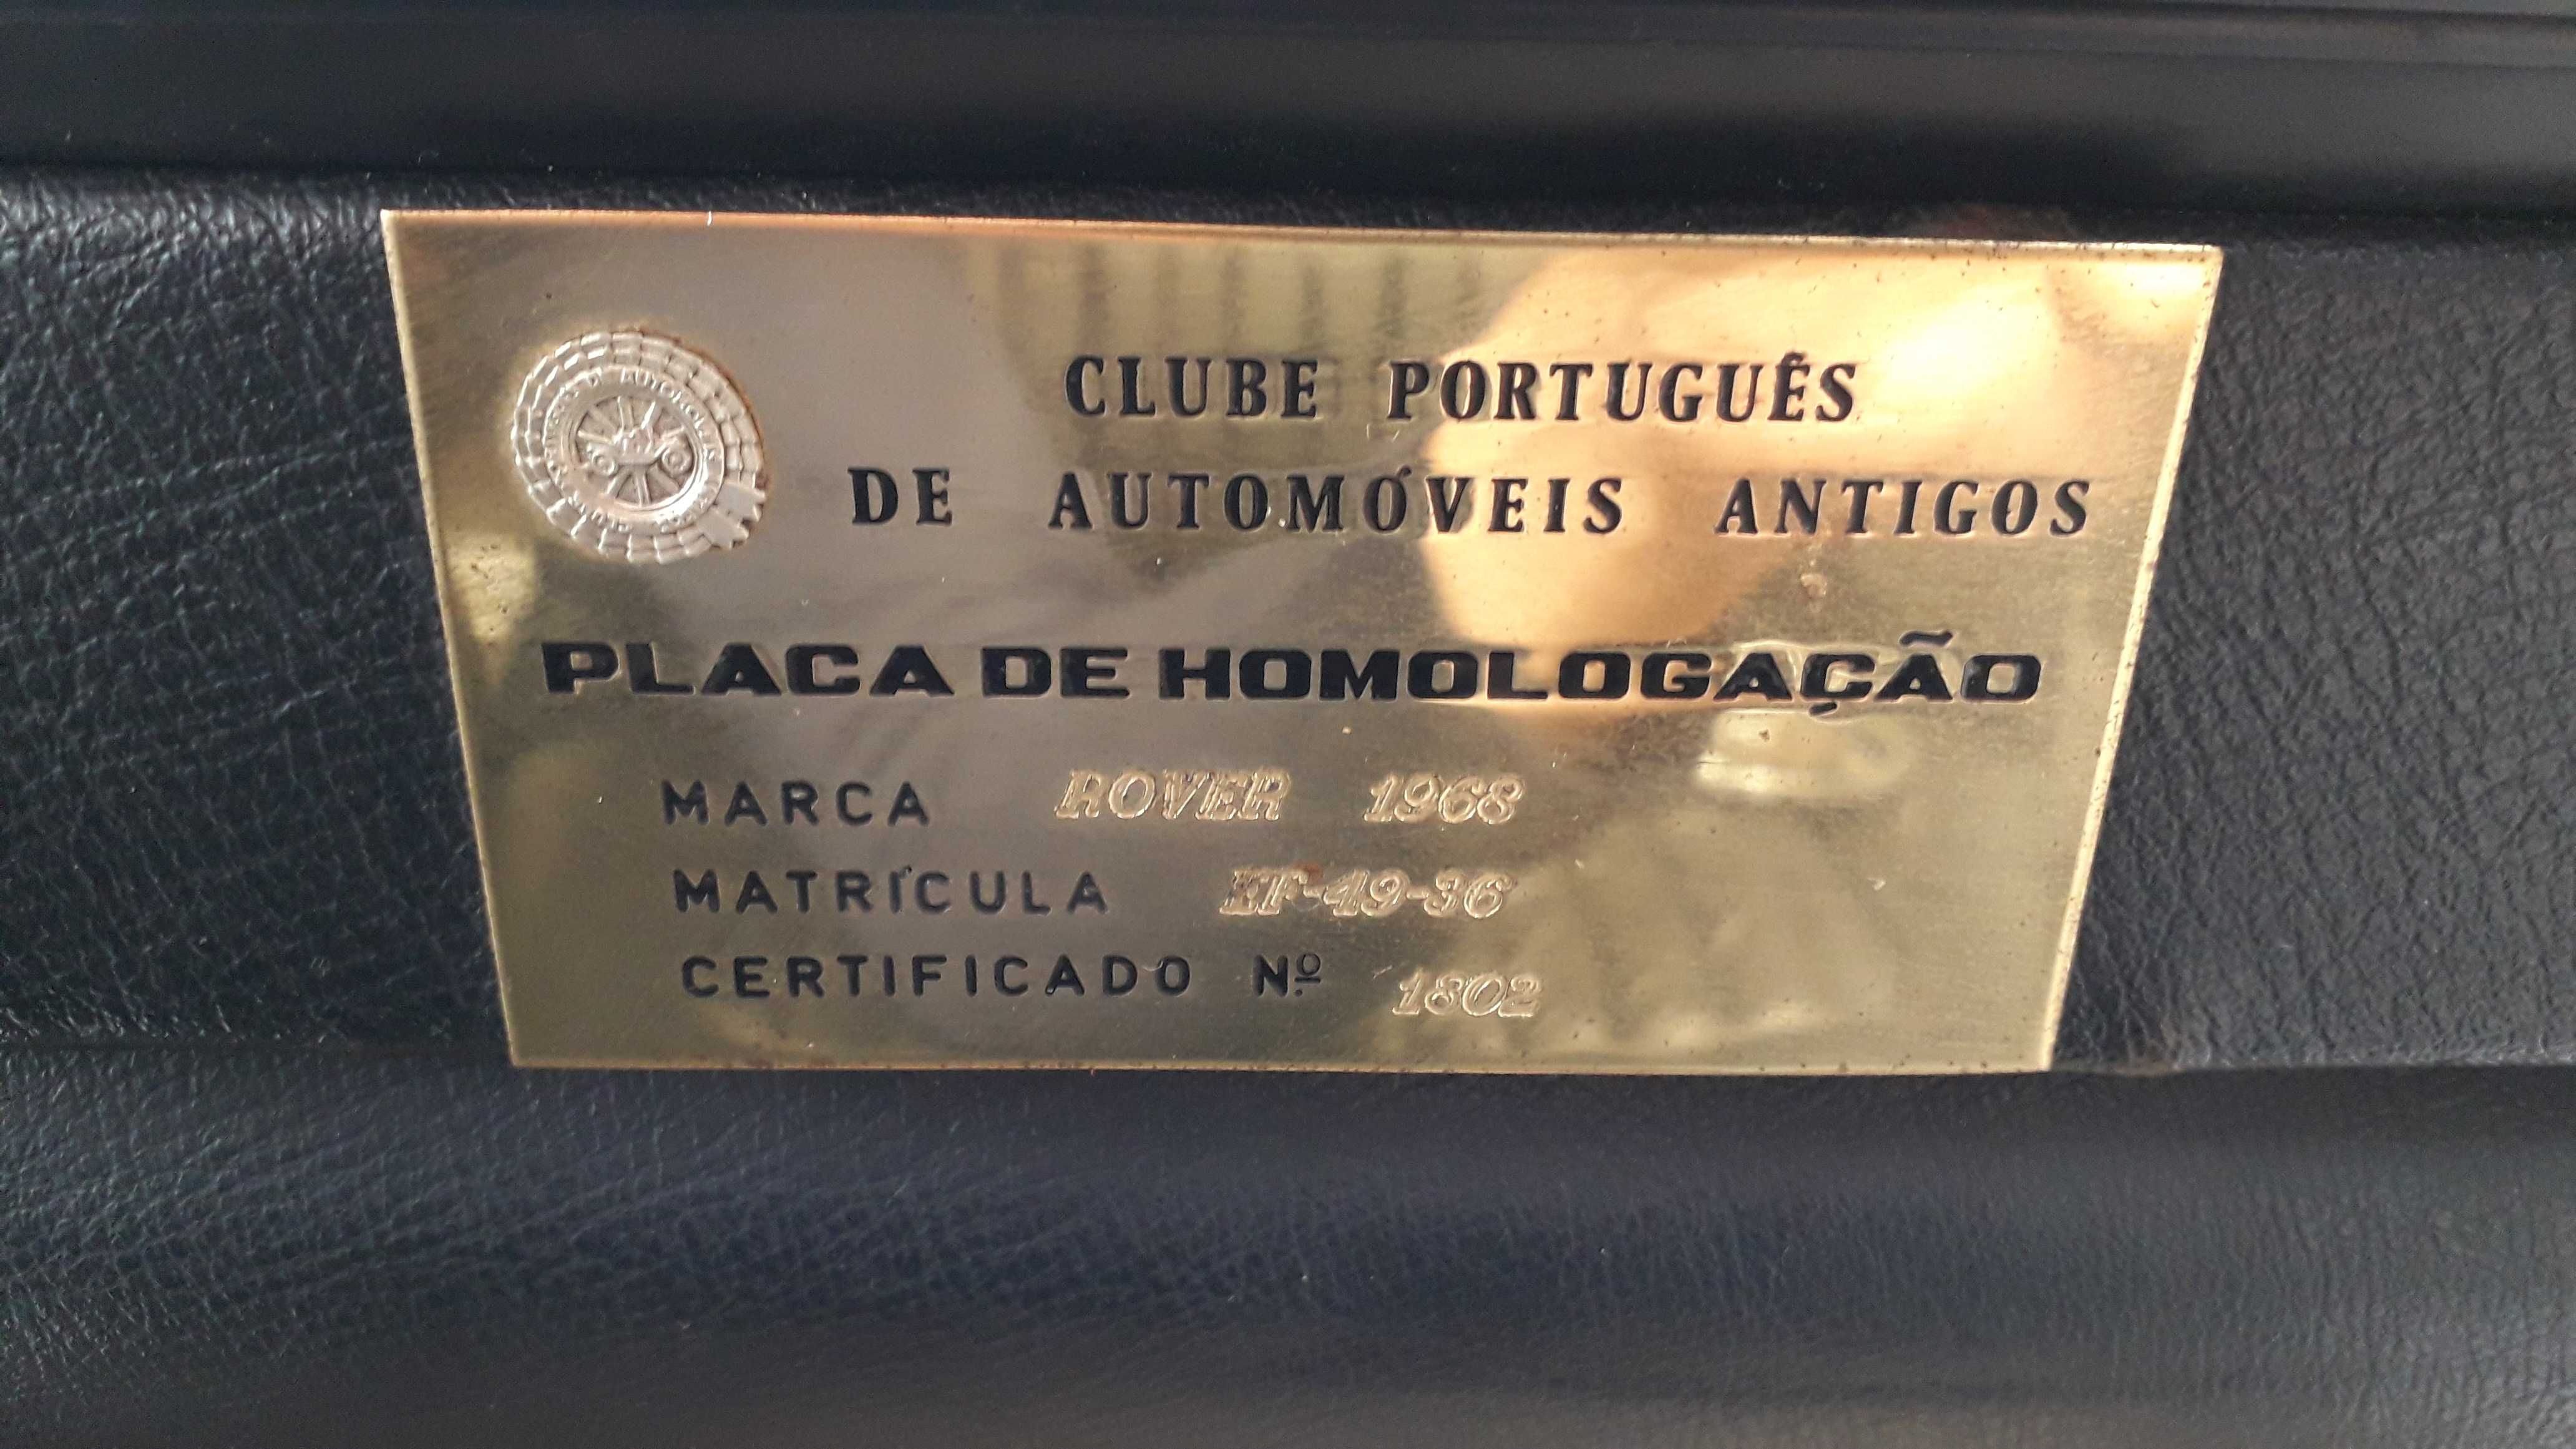 CLUBE PORTUGUÊS
DE AUTOMÓVEIS ANTIGOS
PLACA DE HOMOLOGAÇÃO
MARCA ROVER 1968
MATRÍCULA EF-49-36
CERTIFICADO Nº 1802